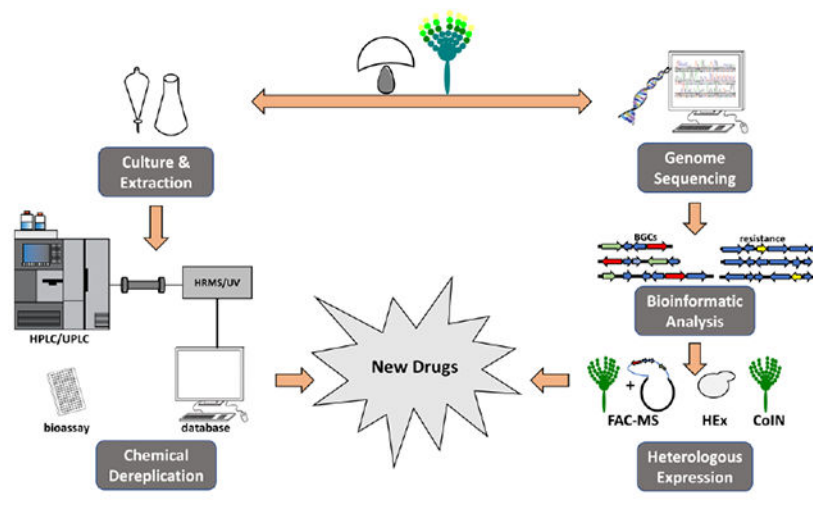 Culture &
Extraction
Genome
Sequencing
BGCs
resistance
HRMS/UV
HPLC/UPLC
Bioinformatic
Analysis
New Drugs
bioassay
database
+
FAC-MS
HEx
CoIN
Chemical
Dereplication
Heterologous
Expression